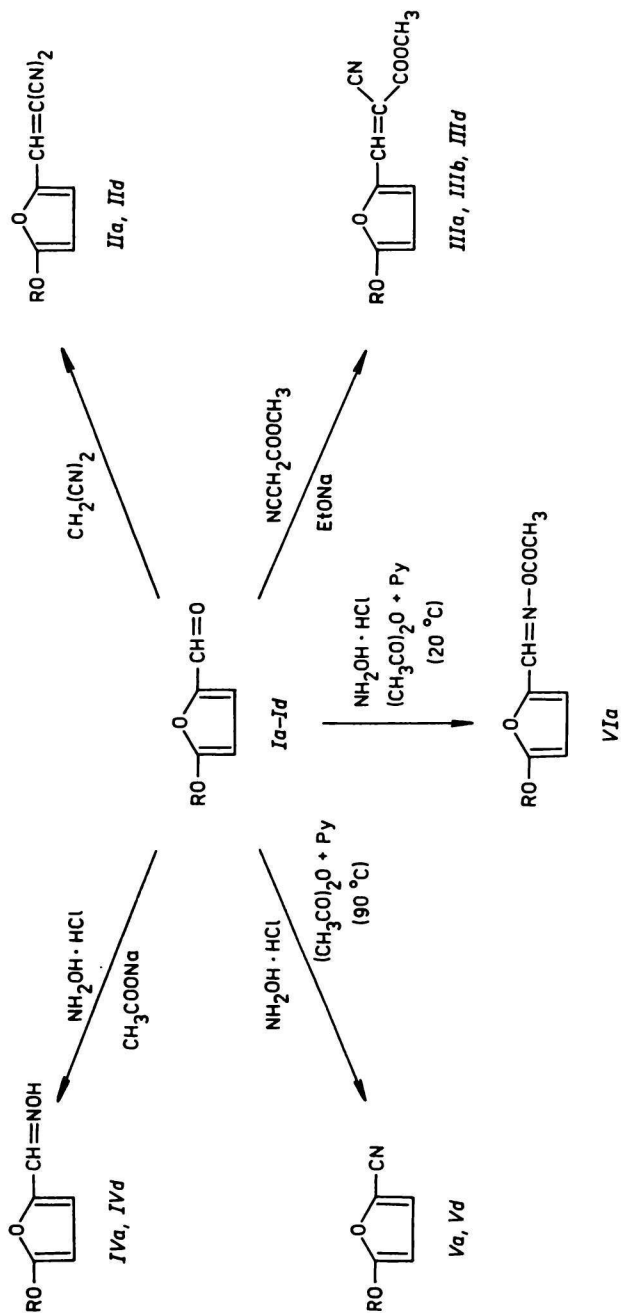 RO O CH=NOH
IVa, IVd
RO O CH=C(CN)₂
IIa, IId
NH₂OH · HCl
CH₃COONa
CH₂(CN)₂
RO O CH=O
Ia-Id
NH₂OH · HCl
(CH₃CO)₂O + Py
(90 °C)
NH₂OH · HCl
(CH₃CO)₂O + Py
(20 °C)
NCCH₂COOCH₃
EtONa
RO O CN
Va, Vd
RO O CH=N-OCOCH₃
VIa
RO O CH=C CN COOCH₃
IIIa, IIIb, IIId